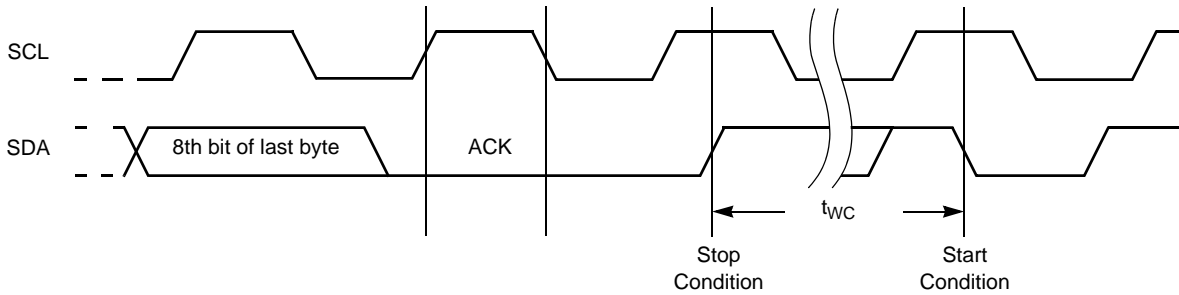 SCL
SDA
8th bit of last byte
ACK
tWC
Stop
Condition
Start
Condition